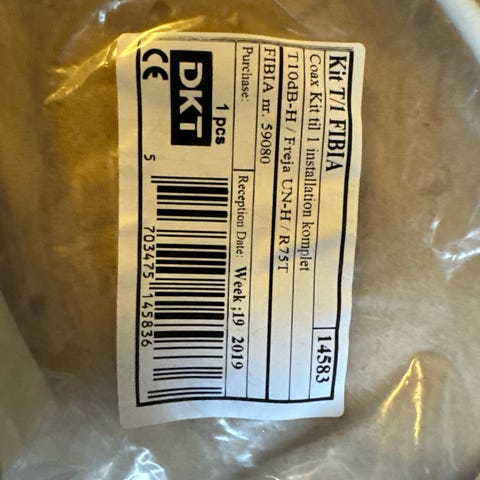 Kit T/1 FIBIA 14583
Coax Kit til 1 installation komplet
T10dB-H / Freja UN-H / R75T
FIBIA nr. 59080
Purchase: Reception Date: Week ;19 2019
1 pcs
DKT
CE
5 703475 145836